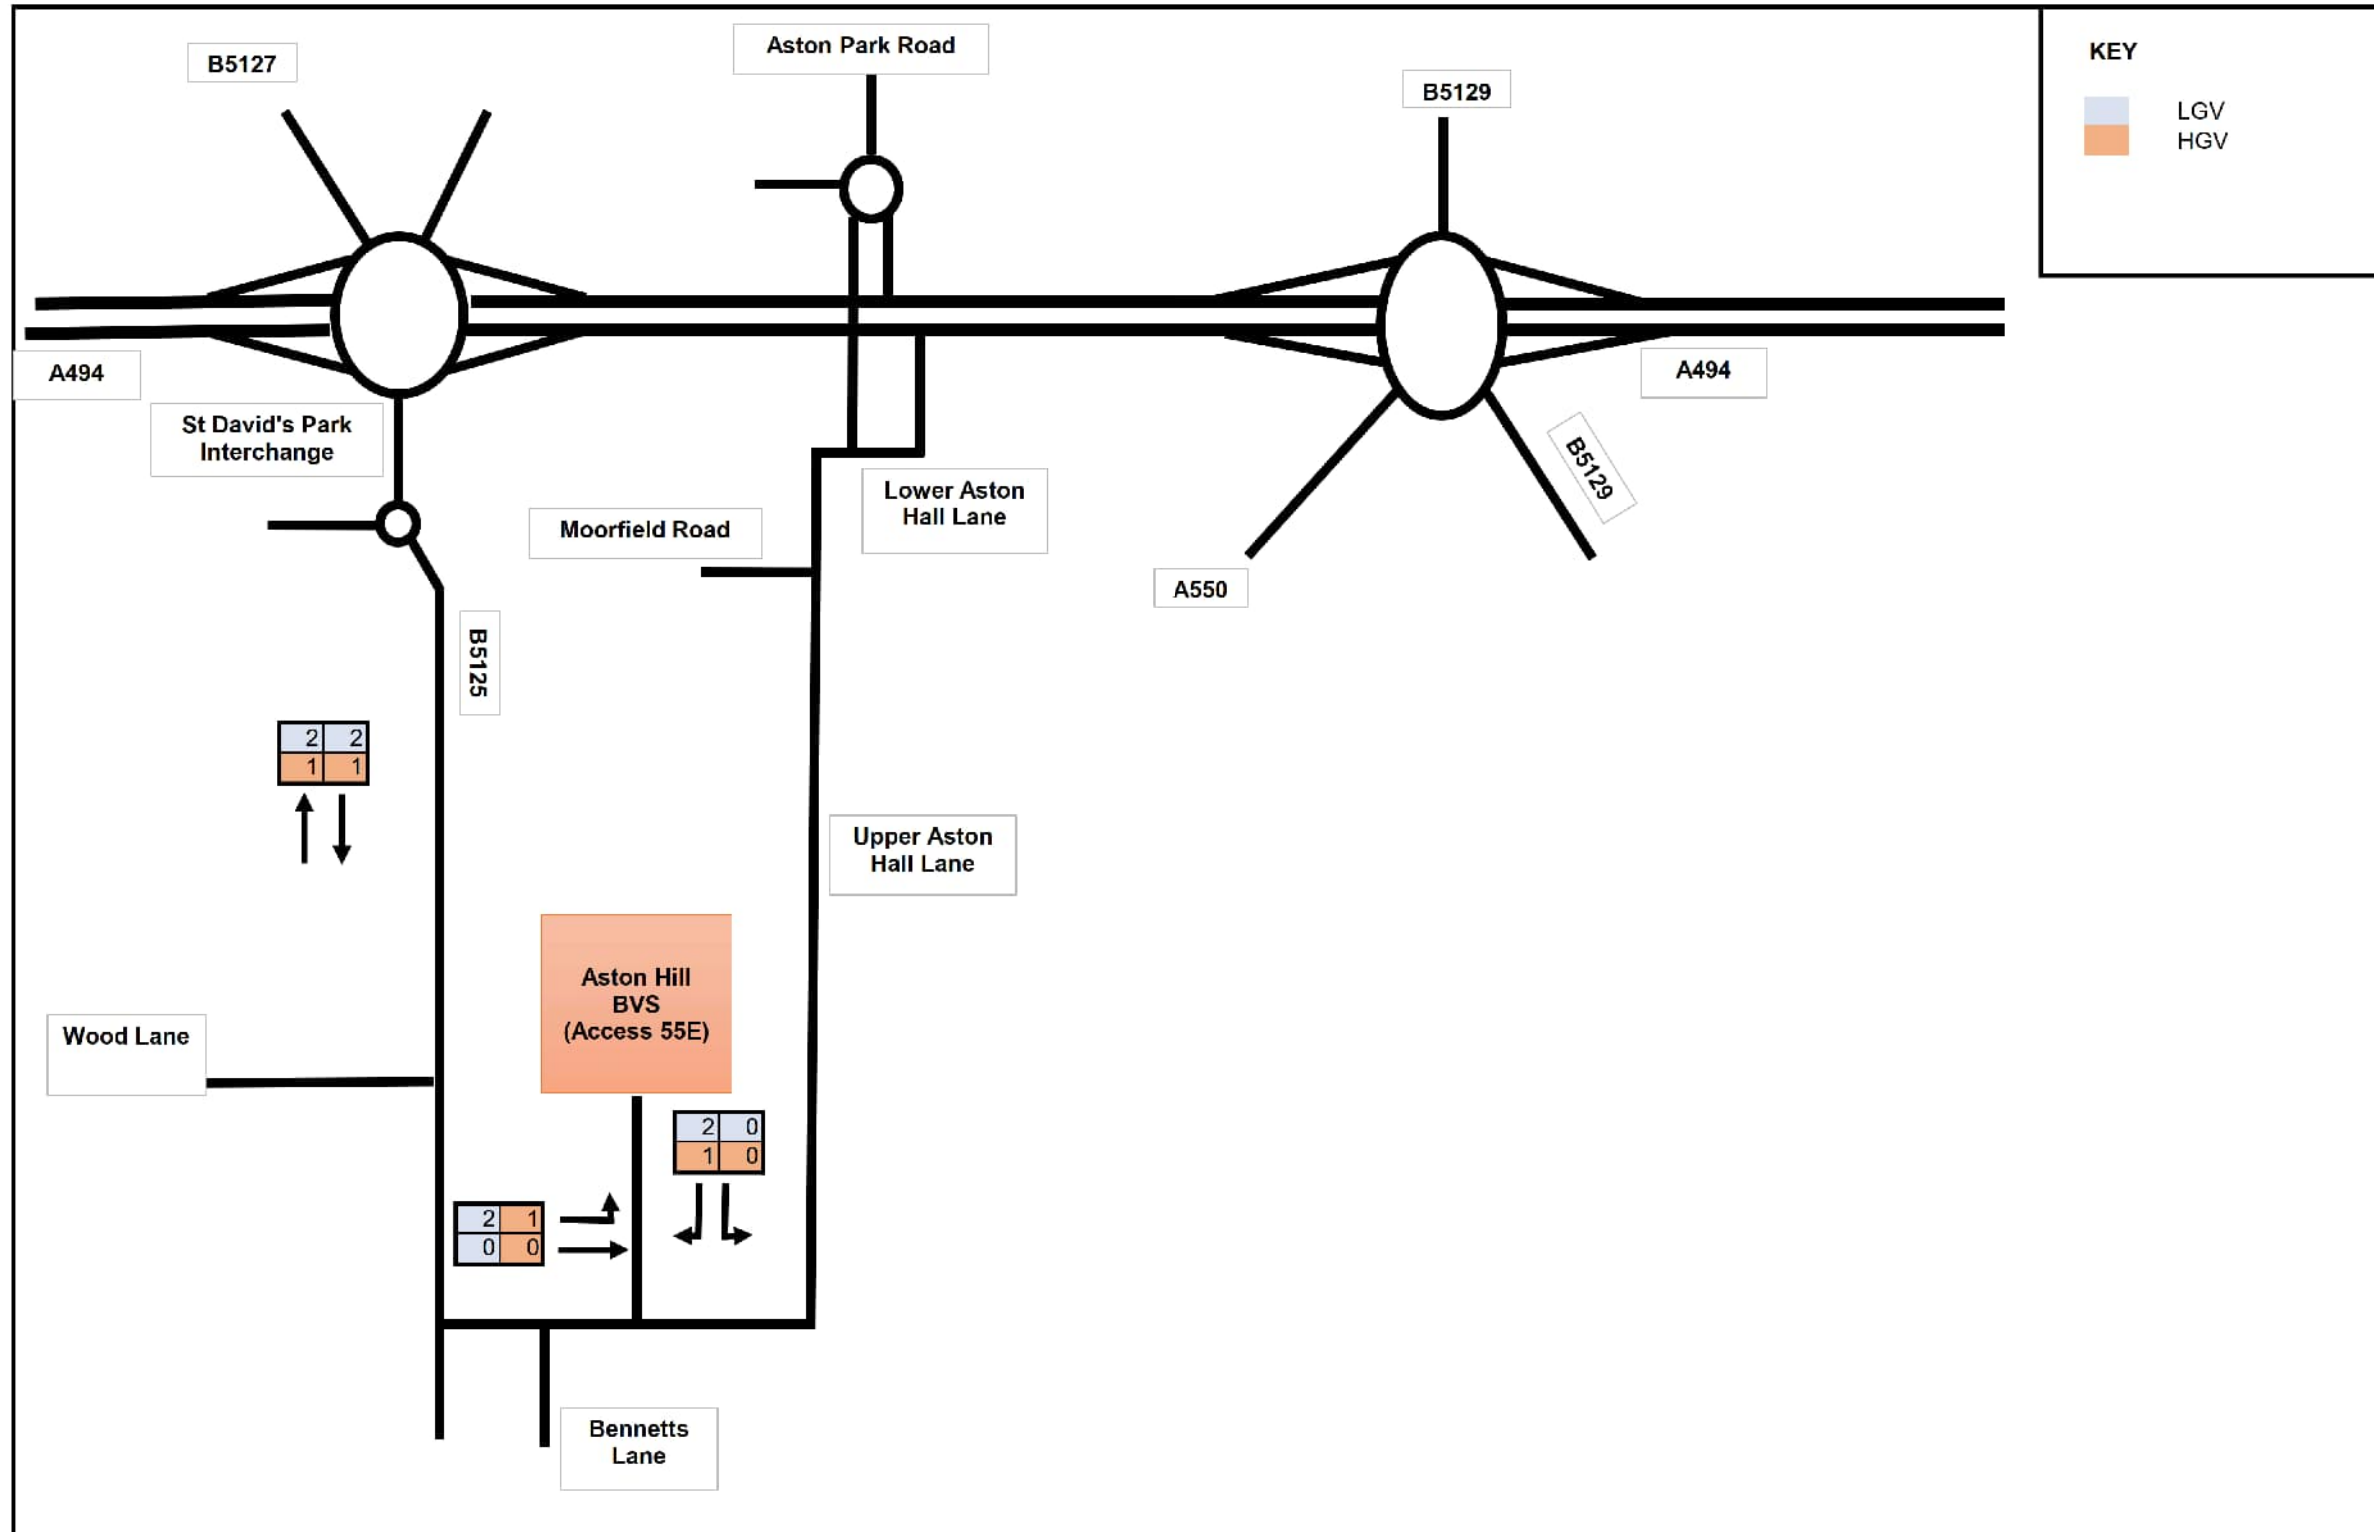 B5127
Aston Park Road
B5129
KEY
LGV
HGV
A494
St David's Park
Interchange
A494
B5129
Lower Aston
Hall Lane
Moorfield Road
A550
B5125
2 2
1 1
Upper Aston
Hall Lane
Aston Hill
BVS
(Access 55E)
Wood Lane
2 0
1 0
2 1
0 0
Bennetts
Lane